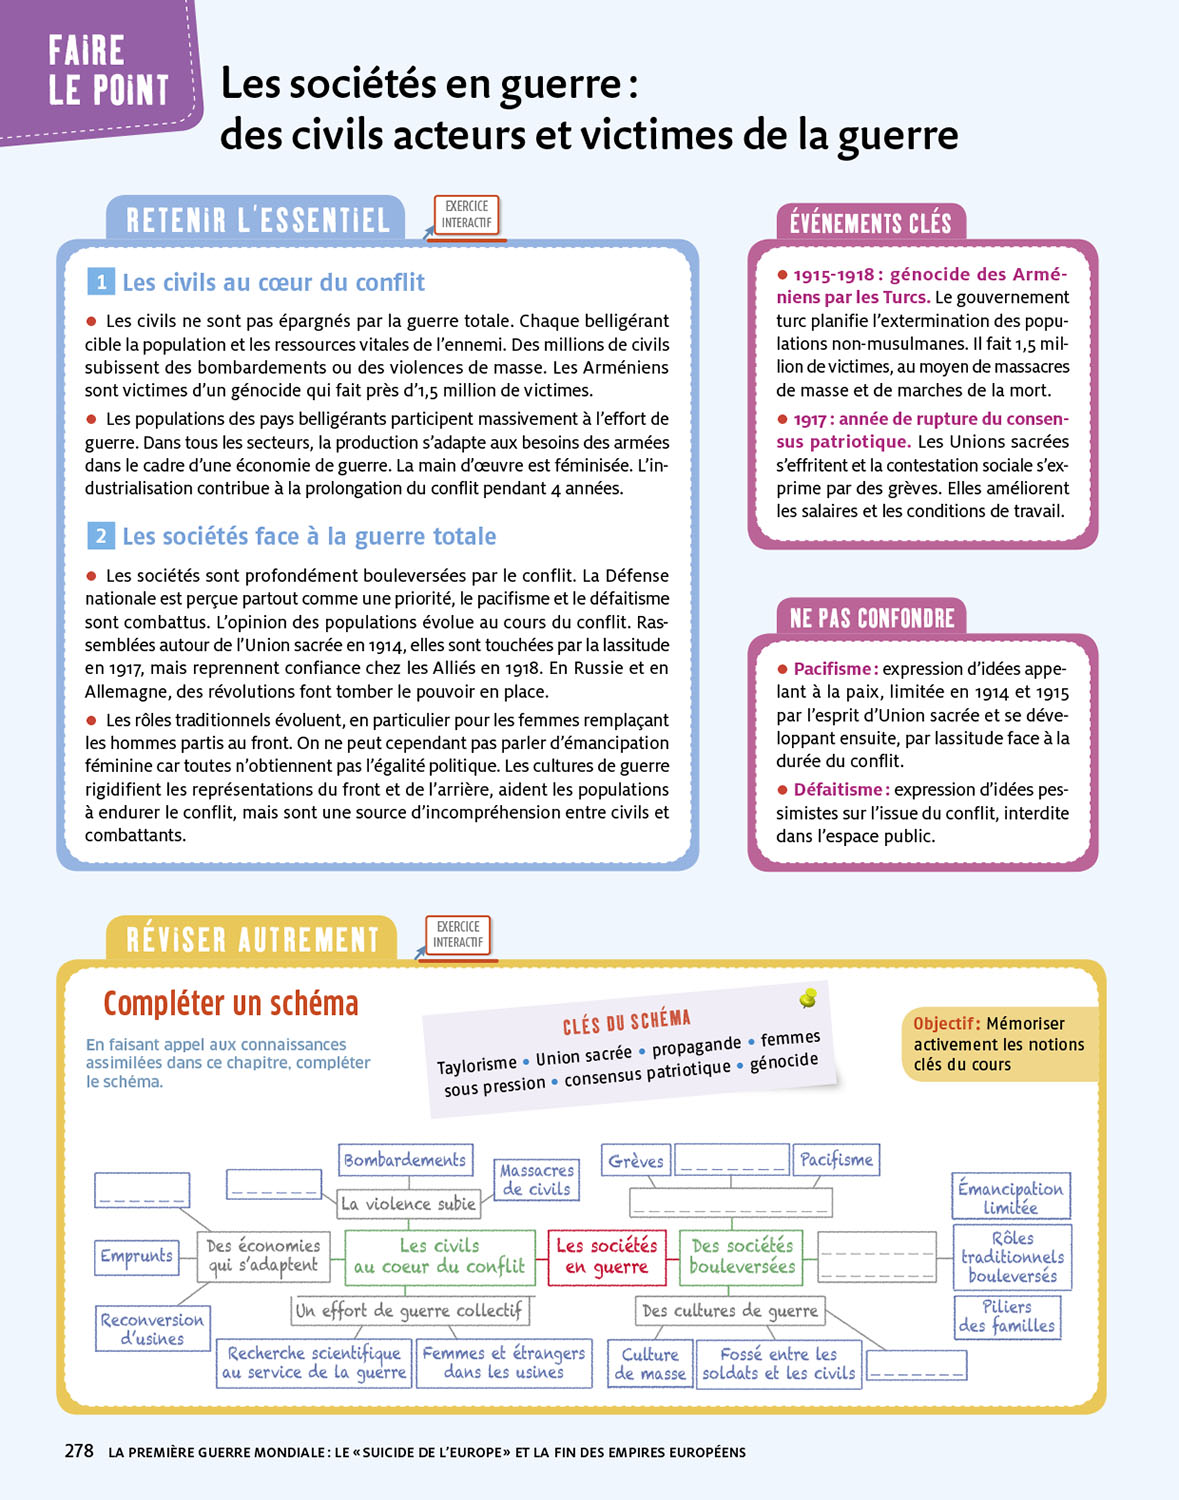 FAIRE
LE POINT
Les sociétés en guerre :
des civils acteurs et victimes de la guerre
RETENIR L'ESSENTIEL
EXERCICE
INTERACTIF
1 Les civils au cœur du conflit
● Les civils ne sont pas épargnés par la guerre totale. Chaque belligérant
cible la population et les ressources vitales de l'ennemi. Des millions de civils
subissent des bombardements ou des violences de masse. Les Arméniens
sont victimes d'un génocide qui fait près d'1,5 million de victimes.
● Les populations des pays belligérants participent massivement à l'effort de
guerre. Dans tous les secteurs, la production s'adapte aux besoins des armées
dans le cadre d'une économie de guerre. La main d'œuvre est féminisée. L'in-
dustrialisation contribue à la prolongation du conflit pendant 4 années.
2 Les sociétés face à la guerre totale
● Les sociétés sont profondément bouleversées par le conflit. La Défense
nationale est perçue partout comme une priorité, le pacifisme et le défaitisme
sont combattus. L'opinion des populations évolue au cours du conflit. Ras-
semblées autour de l'Union sacrée en 1914, elles sont touchées par la lassitude
en 1917, mais reprennent confiance chez les Alliés en 1918. En Russie et en
Allemagne, des révolutions font tomber le pouvoir en place.
● Les rôles traditionnels évoluent, en particulier pour les femmes remplaçant
les hommes partis au front. On ne peut cependant pas parler d'émancipation
féminine car toutes n'obtiennent pas l'égalité politique. Les cultures de guerre
rigidifient les représentations du front et de l'arrière, aident les populations
à endurer le conflit, mais sont une source d'incompréhension entre civils et
combattants.
ÉVÉNEMENTS CLÉS
● 1915-1918 : génocide des Armé-
niens par les Turcs. Le gouvernement
turc planifie l'extermination des popu-
lations non-musulmanes. Il fait 1,5 mil-
lion de victimes, au moyen de massacres
de masse et de marches de la mort.
● 1917 : année de rupture du consen-
sus patriotique. Les Unions sacrées
s'effritent et la contestation sociale s'ex-
prime par des grèves. Elles améliorent
les salaires et les conditions de travail.
NE PAS CONFONDRE
● Pacifisme : expression d'idées appe-
lant à la paix, limitée en 1914 et 1915
par l'esprit d'Union sacrée et se déve-
loppant ensuite, par lassitude face à la
durée du conflit.
● Défaitisme : expression d'idées pes-
simistes sur l'issue du conflit, interdite
dans l'espace public.
RÉVISER AUTREMENT
EXERCICE
INTERACTIF
Compléter un schéma
En faisant appel aux connaissances
assimilées dans ce chapitre, compléter
le schéma.
CLÉS DU SCHÉMA
Taylorisme • Union sacrée • propagande • femmes
sous pression • consensus patriotique • génocide
Objectif : Mémoriser
activement les notions
clés du cours
Bombardements
Massacres
de civils
La violence subie
Grèves
Pacifisme
Émancipation
limitée
Emprunts
Des économies
qui s'adaptent
Les civils
au coeur du conflit
Les sociétés
en guerre
Des sociétés
bouleversées
Rôles
traditionnels
bouleversés
Reconversion
d'usines
Un effort de guerre collectif
Des cultures de guerre
Piliers
des familles
Recherche scientifique
au service de la guerre
Femmes et étrangers
dans les usines
Culture
de masse
Fossé entre les
soldats et les civils
278 LA PREMIÈRE GUERRE MONDIALE : LE « SUICIDE DE L'EUROPE » ET LA FIN DES EMPIRES EUROPÉENS